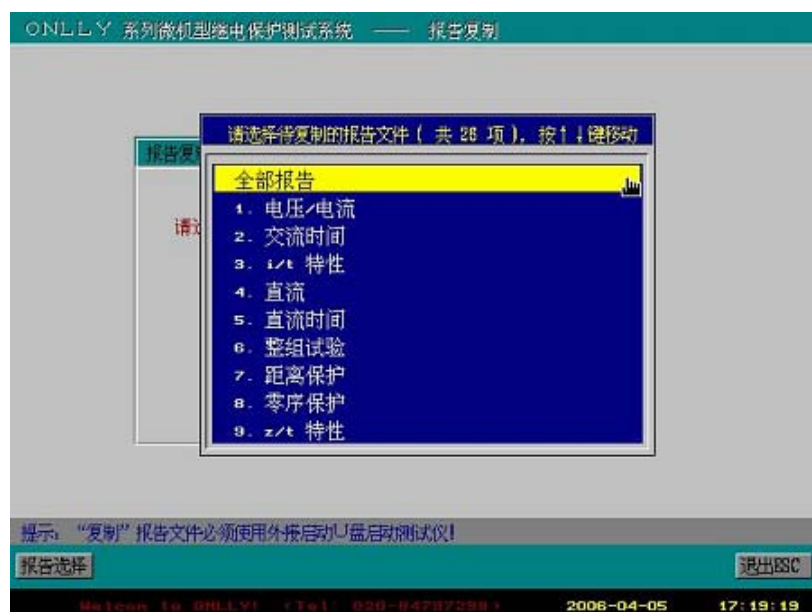 ONLLY 系列微机型继电保护测试系统 —— 报告复制
请选择待复制的报告文件( 共 26 项 ), 按↑↓键移动
报告复
全部报告
1. 电压/电流
请
2. 交流时间
3. i/t 特性
4. 直流
5. 直流时间
6. 整组试验
7. 距离保护
8. 零序保护
9. z/t 特性
提示: “复制”报告文件必须使用外接启动U盘启动测试仪!
报告选择
退出ESC
Welcom to ONLLY! (Tel:
2006-04-05 17:19:19